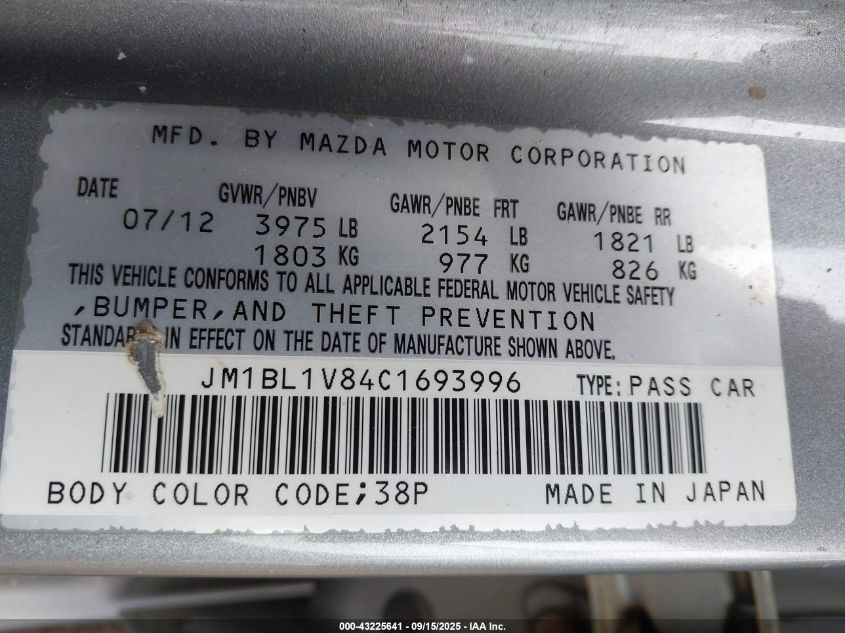 MFD. BY MAZDA MOTOR CORPORATION
DATE GVWR/PNBV GAWR/PNBE FRT GAWR/PNBE RR
07/12 3975 LB 2154 LB 1821 LB
1803 KG 977 KG 826 KG
THIS VEHICLE CONFORMS TO ALL APPLICABLE FEDERAL MOTOR VEHICLE SAFETY
,BUMPER,AND THEFT PREVENTION
STANDARDS IN EFFECT ON THE DATE OF MANUFACTURE SHOWN ABOVE.
JM1BL1V84C1693996 TYPE: PASS CAR
BODY COLOR CODE;38P MADE IN JAPAN
000-43225641 - 09/15/2025 - IAA Inc.